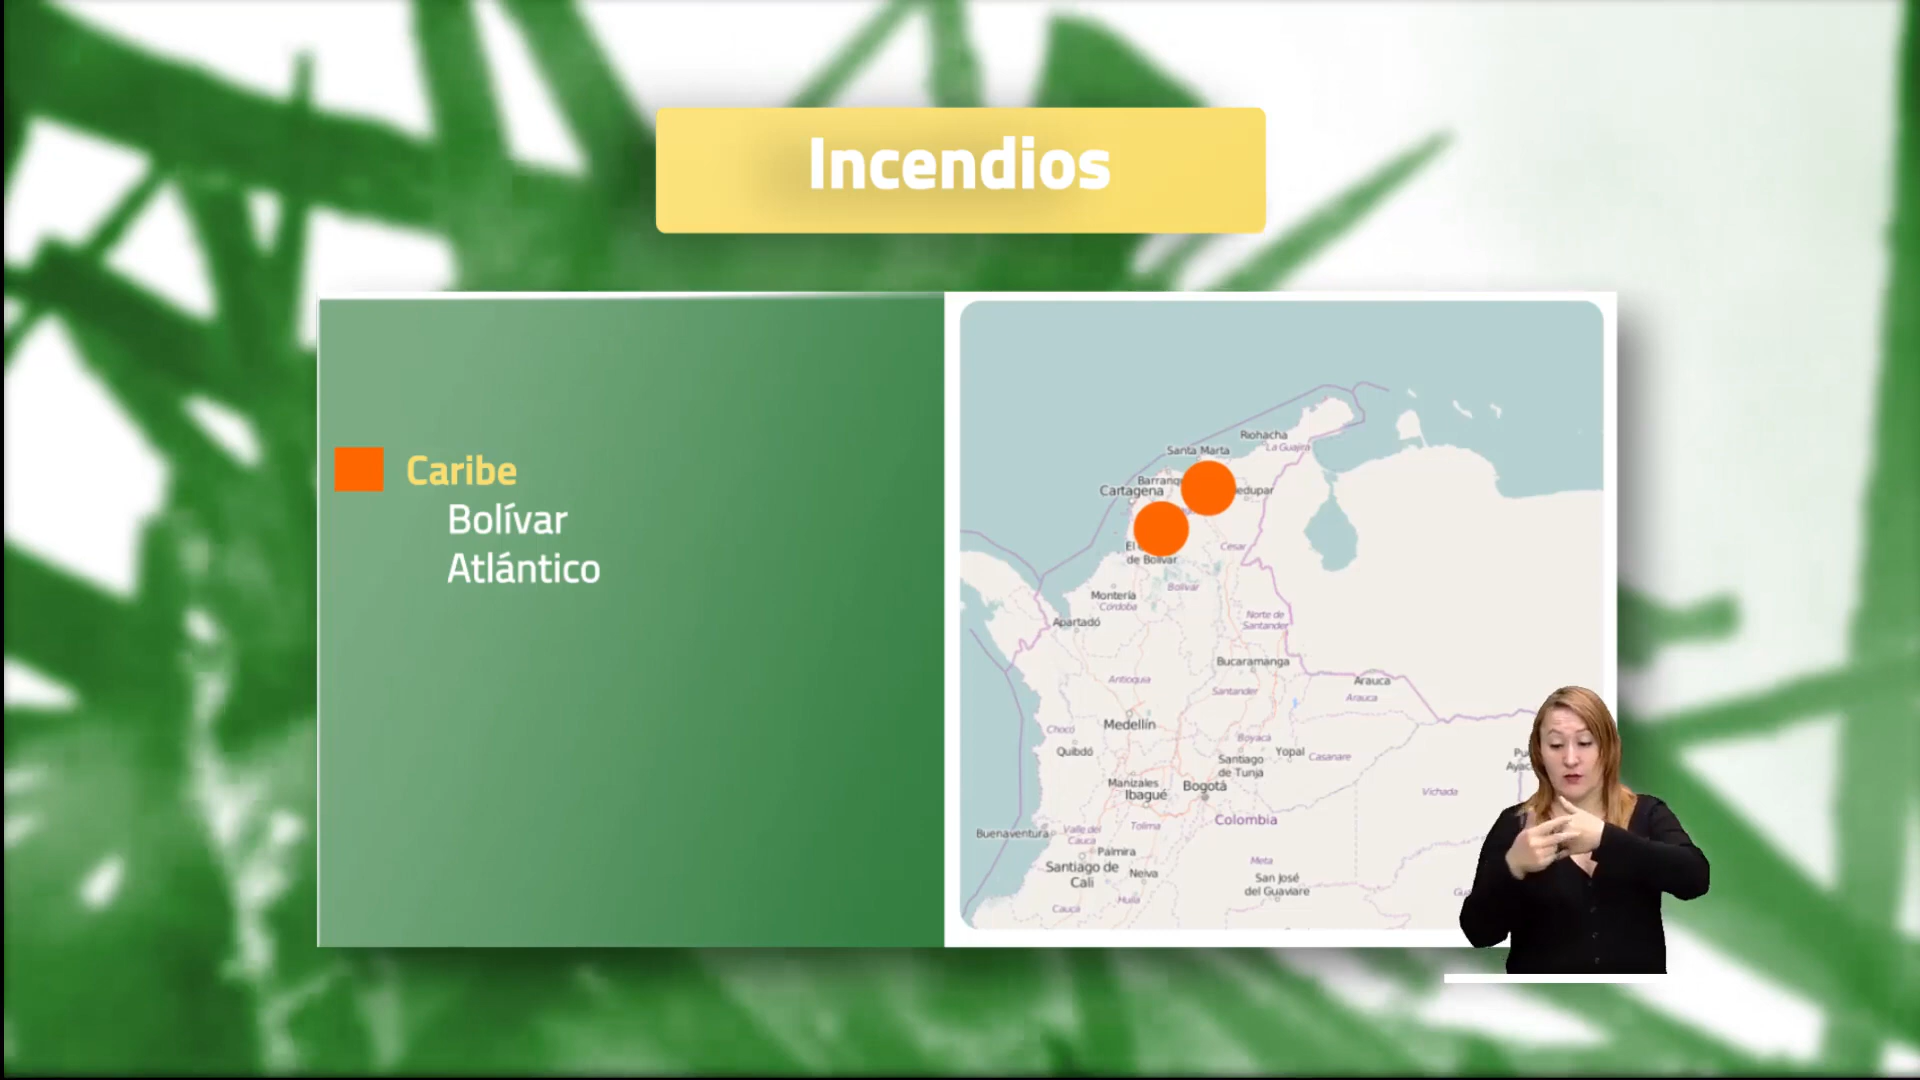 Incendios
Caribe
Bolívar
Atlántico
Riohacha
La Guajira
Santa Marta
Cartagena
Cesar
de Bolívar
Bolívar
Montería
Córdoba
Apartadó
Norte de
Santander
Bucaramanga
Antioquia
Santander
Arauca
Arauca
Medellín
Chocó
Quibdó
Boyacá
Yopal
Casanare
Santiago
de Tunja
Manizales
Ibagué
Bogotá
Vichada
Colombia
Buenaventura
Valle del
Cauca
Tolima
Palmira
Santiago de
Cali
Neiva
Meta
San José
del Guaviare
Huila
Cauca